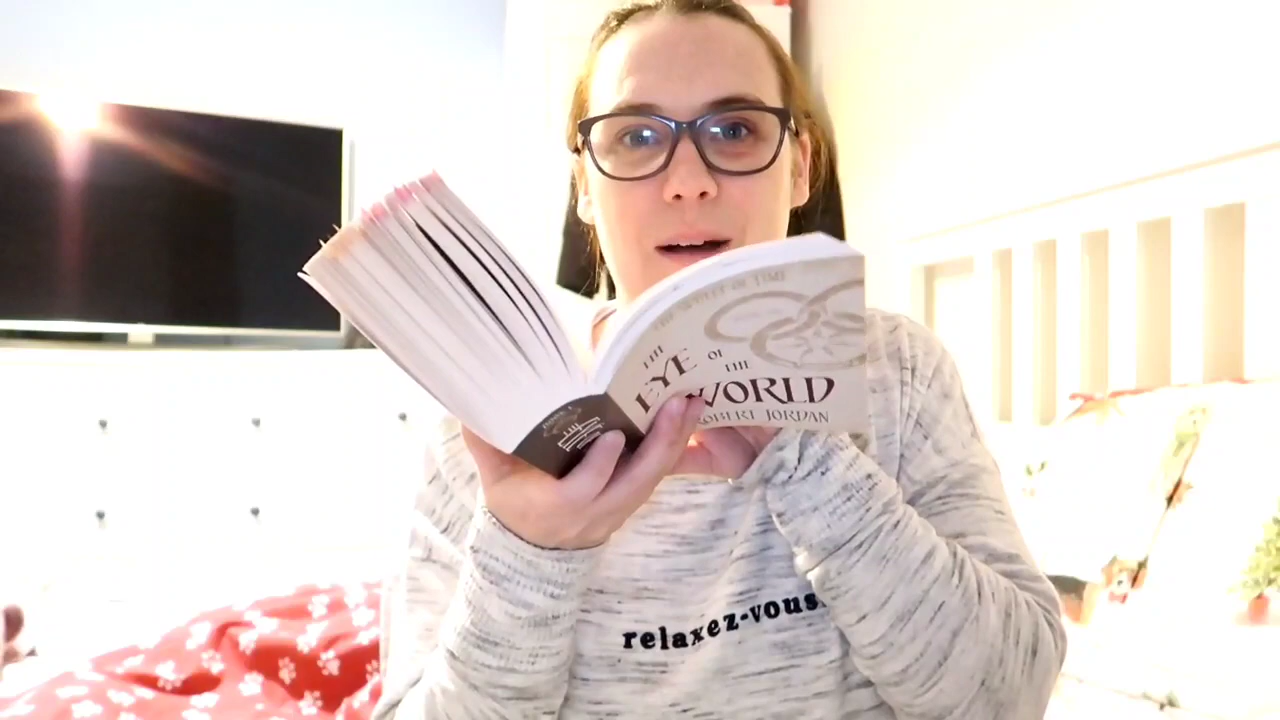 THE WHEEL OF TIME
THE
EYE OF
THE
WORLD
ROBERT JORDAN
relaxez-vous.